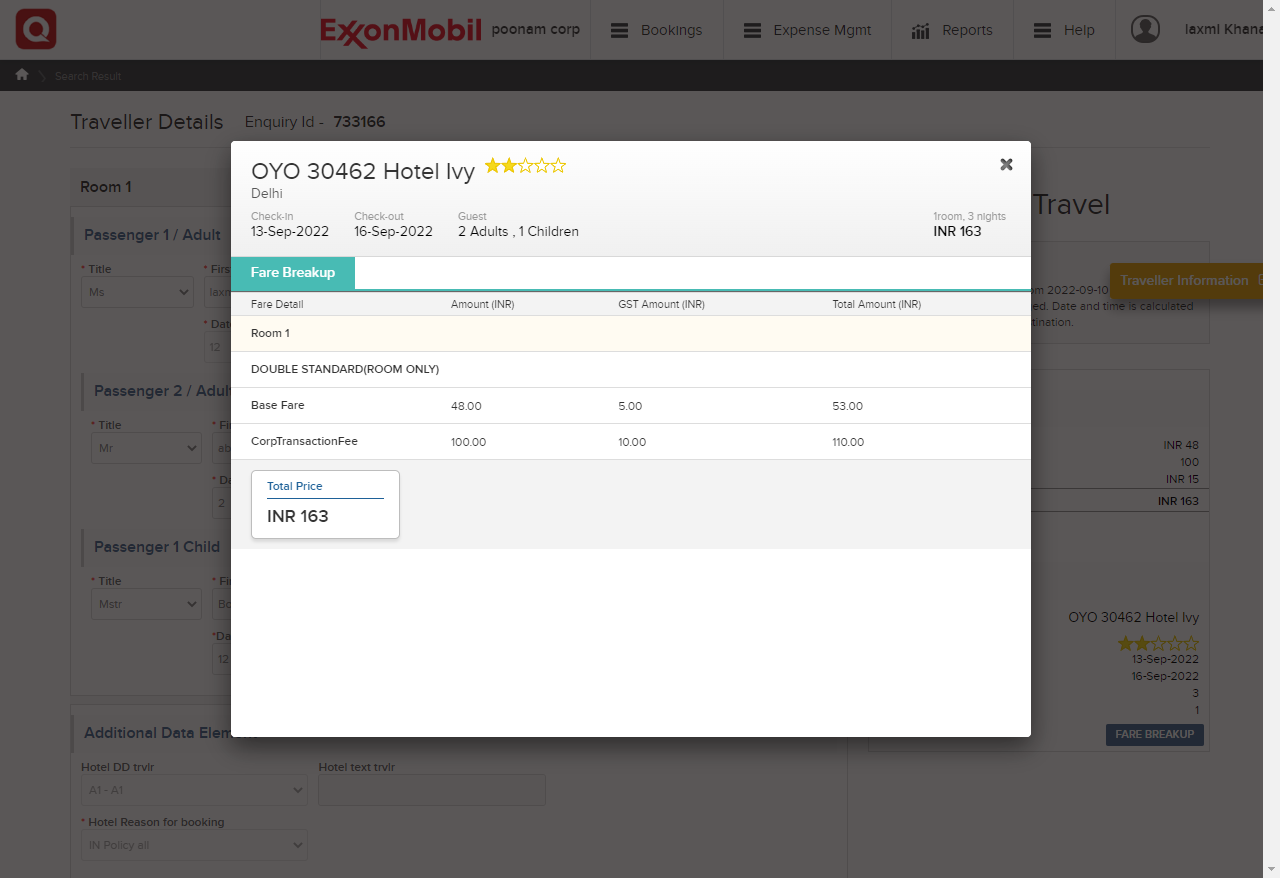 ExxonMobil poonam corp Bookings Expense Mgmt Reports Help laxmi Khana
Search Result
Traveller Details Enquiry Id - 733166
Room 1
Travel
Passenger 1 / Adult
* Title * Firs
Ms laxm
* Dat
12
Passenger 2 / Adul
* Title * Fi
Mr ab
* Da
2
Passenger 1 Child
* Title * Fi
Mstr Bo
*Da
12
Additional Data Elem
Hotel DD trvlr Hotel text trvlr
A1 - A1
* Hotel Reason for booking
IN Policy all
OYO 30462 Hotel Ivy
Delhi
Check-in Check-out Guest 1room, 3 nights
13-Sep-2022 16-Sep-2022 2 Adults , 1 Children INR 163
Fare Breakup
Fare Detail Amount (INR) GST Amount (INR) Total Amount (INR)
Room 1
DOUBLE STANDARD(ROOM ONLY)
Base Fare 48.00 5.00 53.00
CorpTransactionFee 100.00 10.00 110.00
Total Price
INR 163
Traveller Information
om 2022-09-10
ed. Date and time is calculated
tination.
INR 48
100
INR 15
INR 163
OYO 30462 Hotel Ivy
13-Sep-2022
16-Sep-2022
3
1
FARE BREAKUP